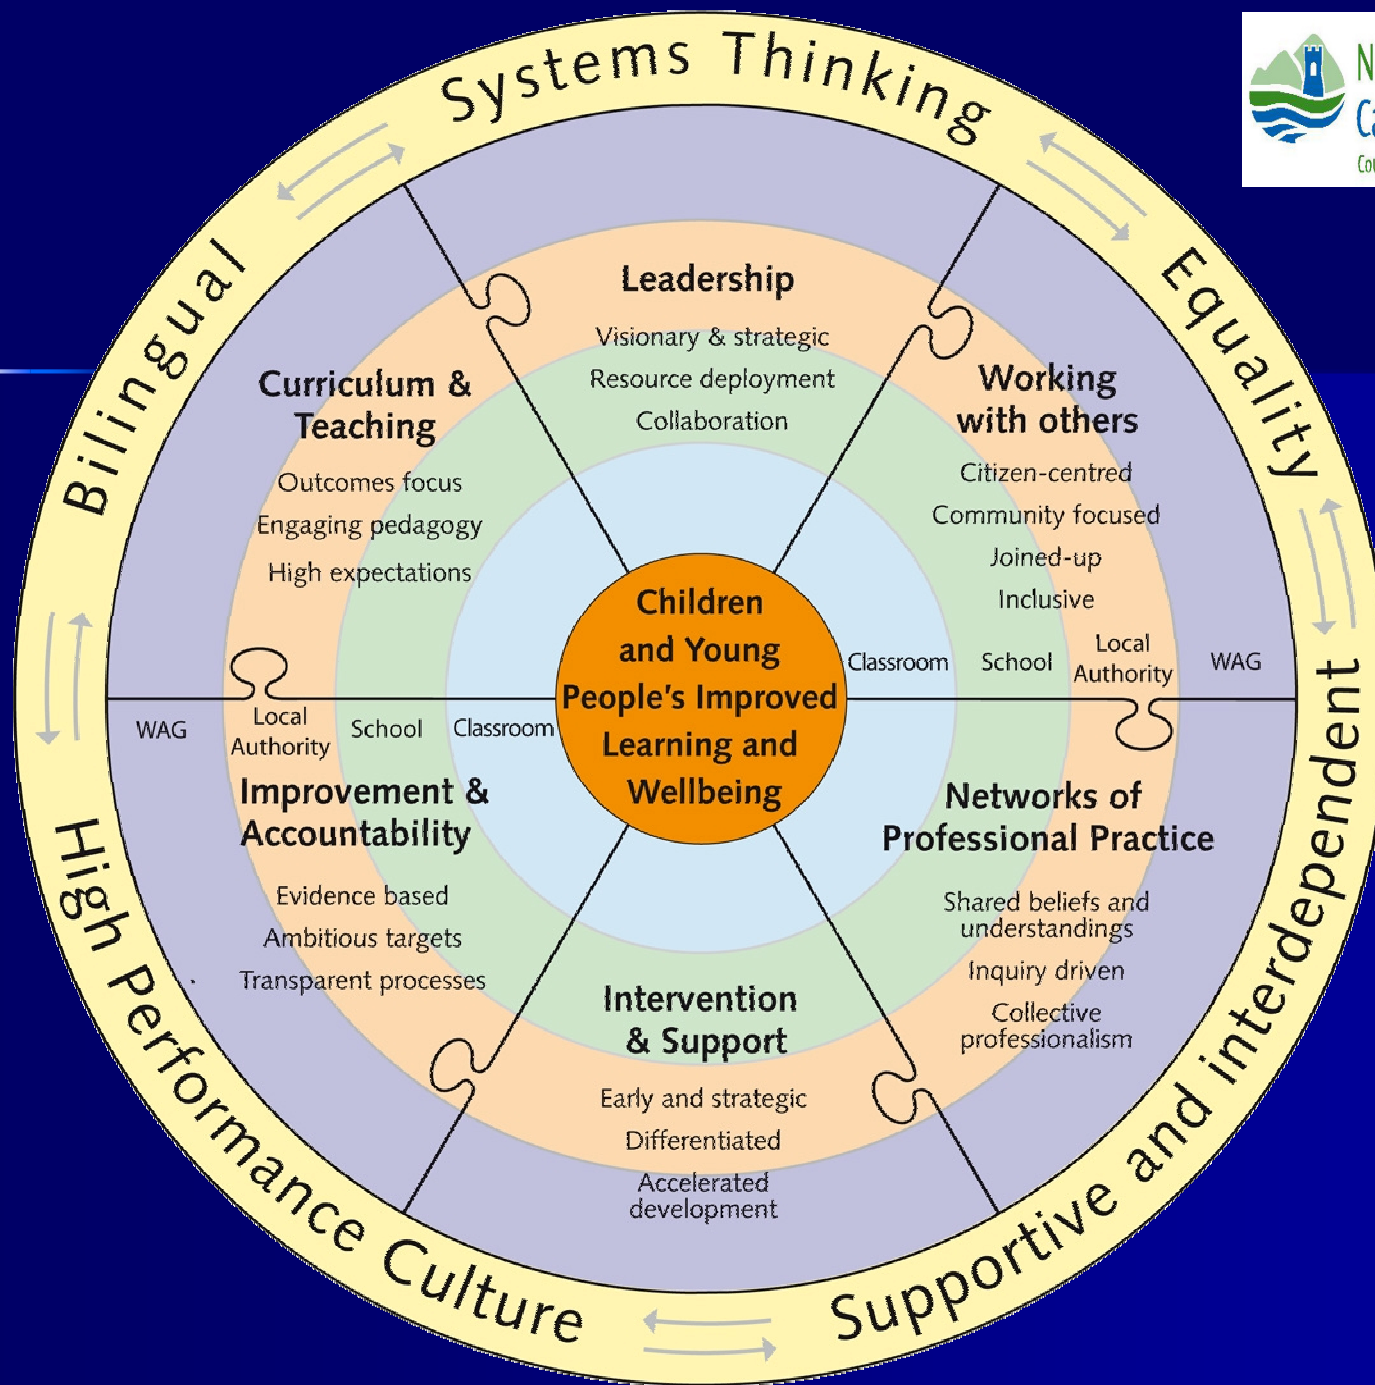 Systems Thinking
Equality
Supportive and interdependent
High Performance Culture
Bilingual
Leadership
Visionary & strategic
Resource deployment
Collaboration
Working
with others
Citizen-centred
Community focused
Joined-up
Inclusive
Curriculum &
Teaching
Outcomes focus
Engaging pedagogy
High expectations
Children
and Young
People's Improved
Learning and
Wellbeing
Classroom
School
Local
Authority
WAG
WAG
Local
Authority
School
Classroom
Improvement &
Accountability
Evidence based
Ambitious targets
Transparent processes
Networks of
Professional Practice
Shared beliefs and
understandings
Inquiry driven
Collective
professionalism
Intervention
& Support
Early and strategic
Differentiated
Accelerated
development